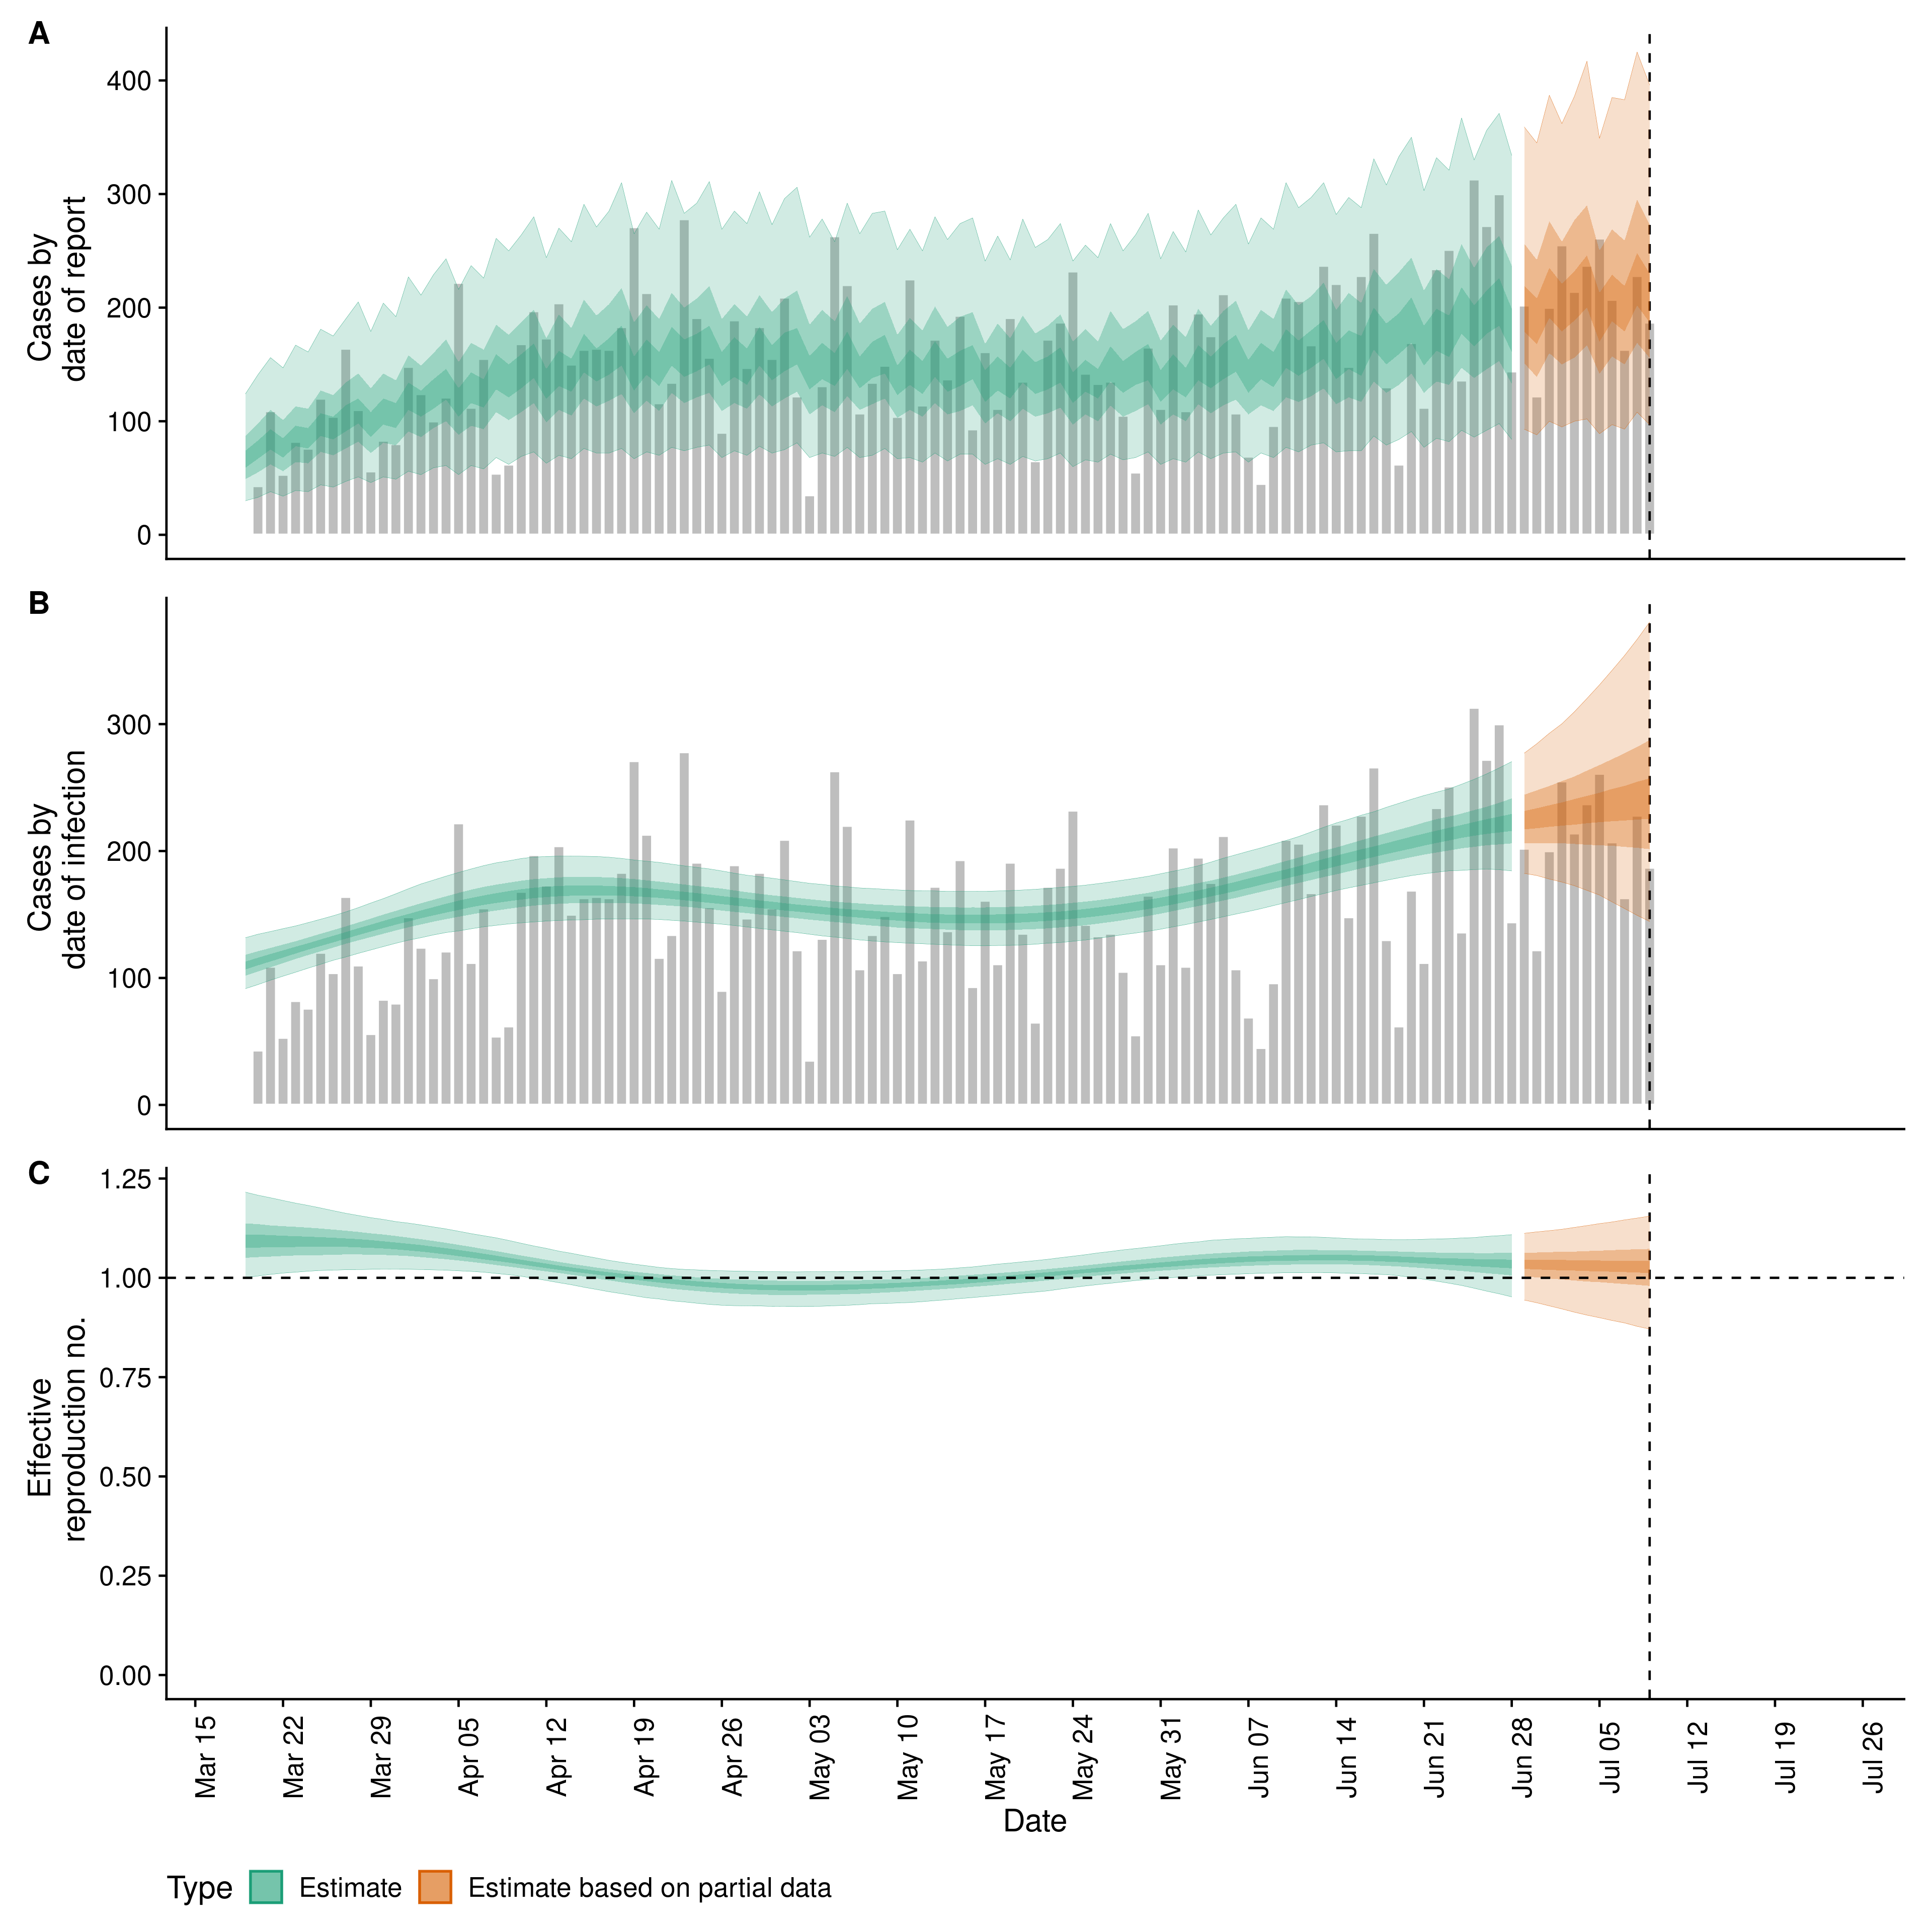 A
Cases by
date of report
400
300
200
100
0
B
Cases by
date of infection
300
200
100
0
C
Effective
reproduction no.
1.25
1.00
0.75
0.50
0.25
0.00
Mar 15
Mar 22
Mar 29
Apr 05
Apr 12
Apr 19
Apr 26
May 03
May 10
May 17
May 24
May 31
Jun 07
Jun 14
Jun 21
Jun 28
Jul 05
Jul 12
Jul 19
Jul 26
Date
Type Estimate Estimate based on partial data